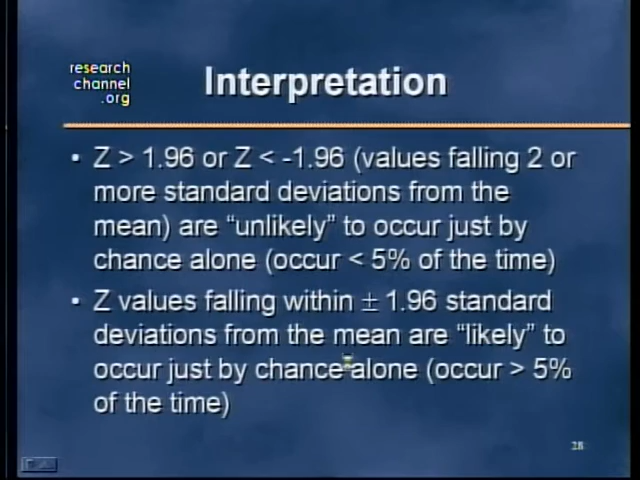 research
channel
.org
Interpretation
• Z > 1.96 or Z < -1.96 (values falling 2 or
more standard deviations from the
mean) are “unlikely” to occur just by
chance alone (occur < 5% of the time)
• Z values falling within ± 1.96 standard
deviations from the mean are “likely” to
occur just by chance alone (occur > 5%
of the time)
28